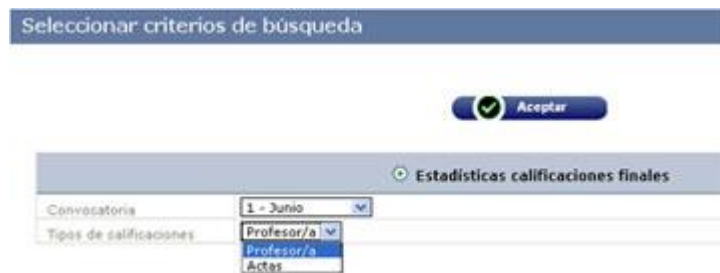 Seleccionar criterios de búsqueda
Aceptar
Estadísticas calificaciones finales
Convocatoria 1 - Junio
Tipos de calificaciones Profesor/a
Profesor/a
Actas